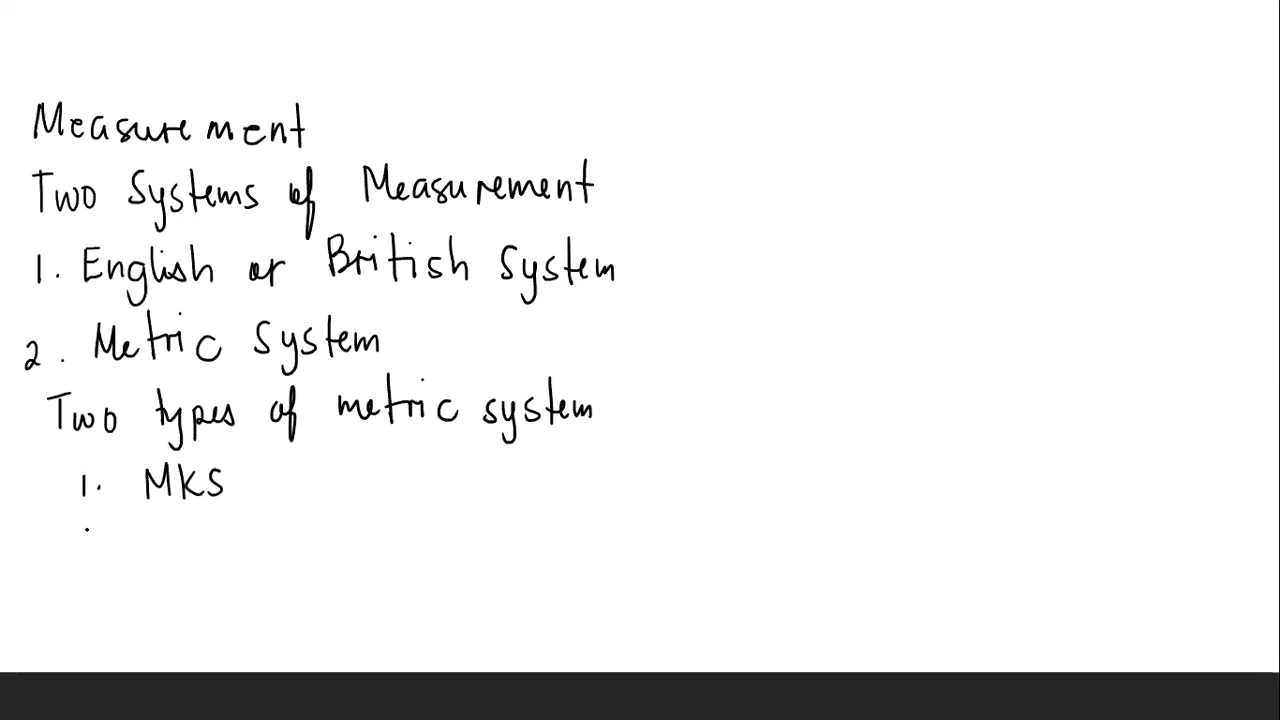 Measurement
Two Systems of Measurement
1. English or British System
2. Metric System
Two types of metric system
1. MKS